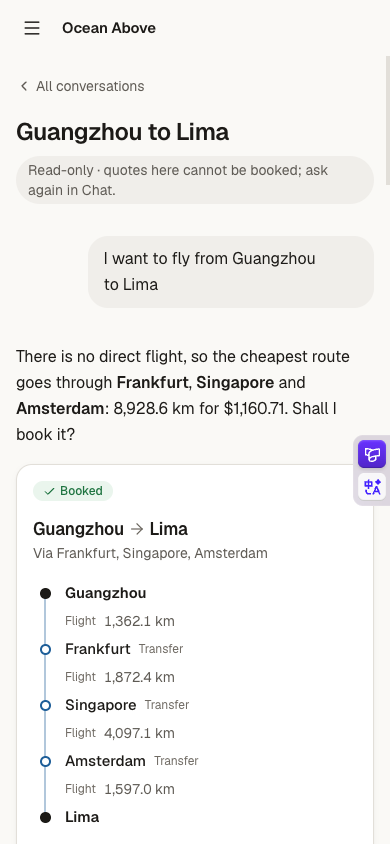 Ocean Above
All conversations
Guangzhou to Lima
Read-only · quotes here cannot be booked; ask
again in Chat.
I want to fly from Guangzhou
to Lima
There is no direct flight, so the cheapest route
goes through Frankfurt, Singapore and
Amsterdam: 8,928.6 km for $1,160.71. Shall I
book it?
Booked
Guangzhou → Lima
Via Frankfurt, Singapore, Amsterdam
Guangzhou
Flight 1,362.1 km
Frankfurt Transfer
Flight 1,872.4 km
Singapore Transfer
Flight 4,097.1 km
Amsterdam Transfer
Flight 1,597.0 km
Lima